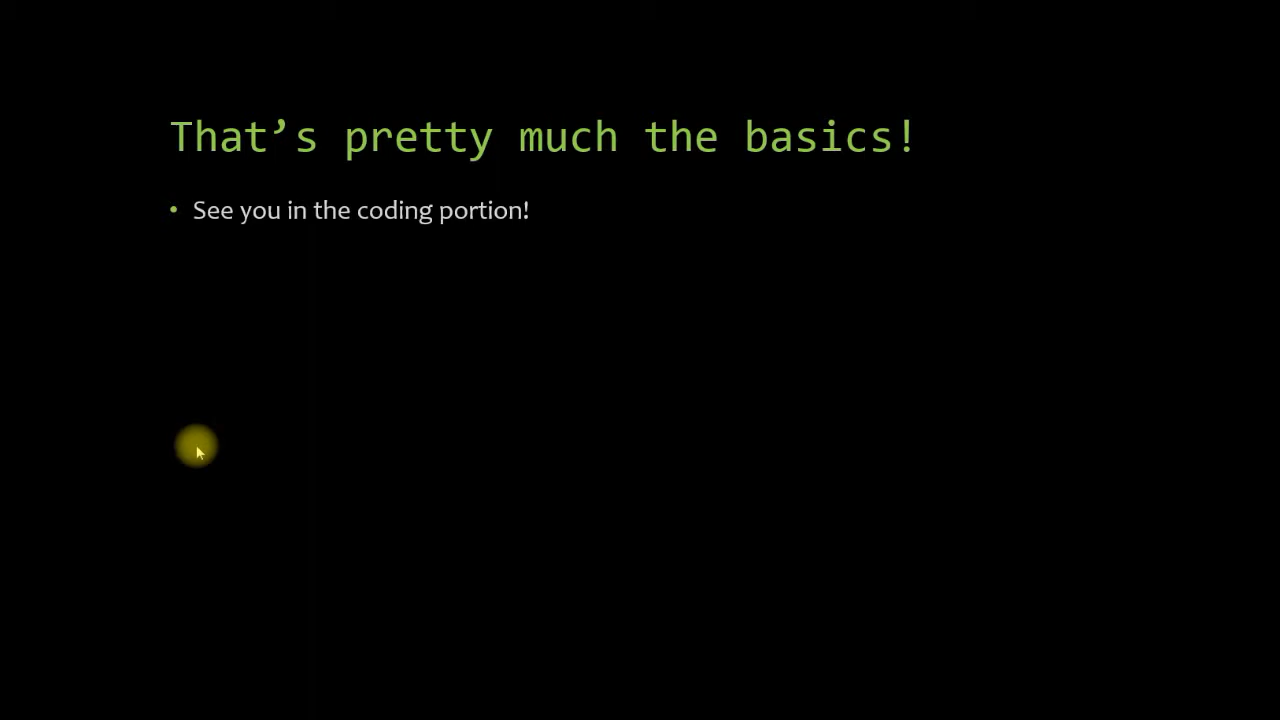 That’s pretty much the basics!
• See you in the coding portion!